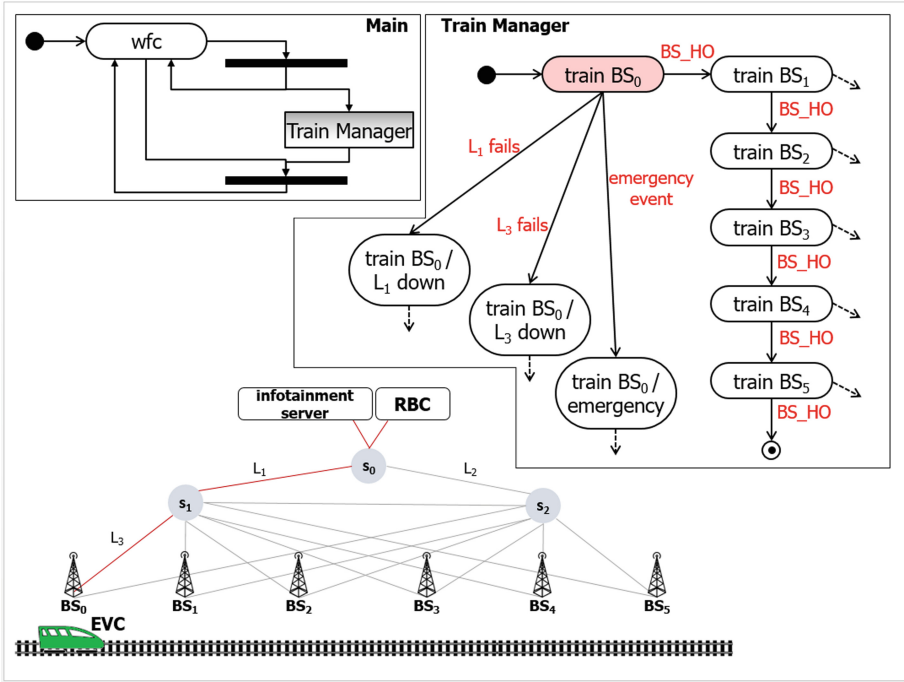 Main
wfc
Train Manager
Train Manager
train BS₀
BS_HO
train BS₁
BS_HO
train BS₂
BS_HO
train BS₃
BS_HO
train BS₄
BS_HO
train BS₅
BS_HO
L₁ fails
L₃ fails
emergency
event
train BS₀ /
L₁ down
train BS₀ /
L₃ down
train BS₀ /
emergency
infotainment
server
RBC
s₀
L₁
L₂
s₁
s₂
L₃
BS₀
BS₁
BS₂
BS₃
BS₄
BS₅
EVC